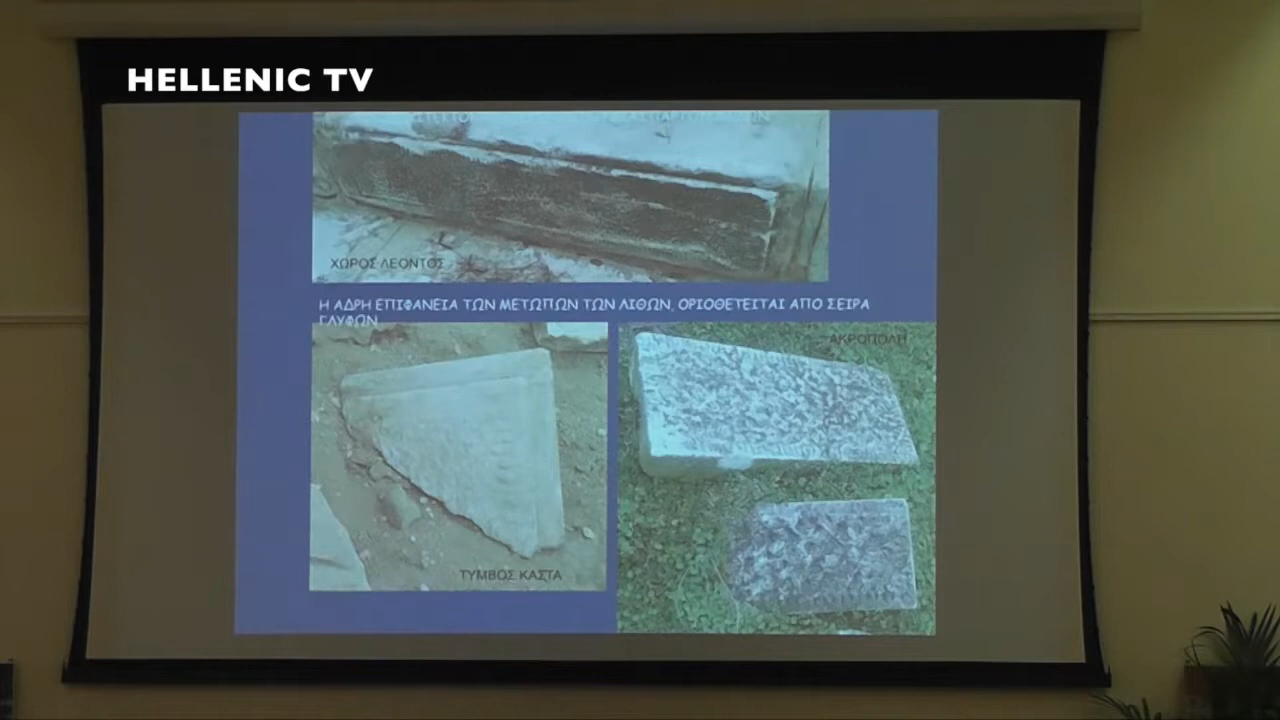 HELLENIC TV
ΧΩΡΟΣ ΛΕΟΝΤΟΣ
Η ΑΔΡΗ ΕΠΙΦΑΝΕΙΑ ΤΩΝ ΜΕΤΩΠΩΝ ΤΩΝ ΛΙΘΩΝ, ΟΡΙΟΘΕΤΕΙΤΑΙ ΑΠΟ ΣΕΙΡΑ
ΓΛΥΦΩΝ
ΑΚΡΟΠΟΛΗ
ΤΥΜΒΟΣ ΚΑΣΤΑ